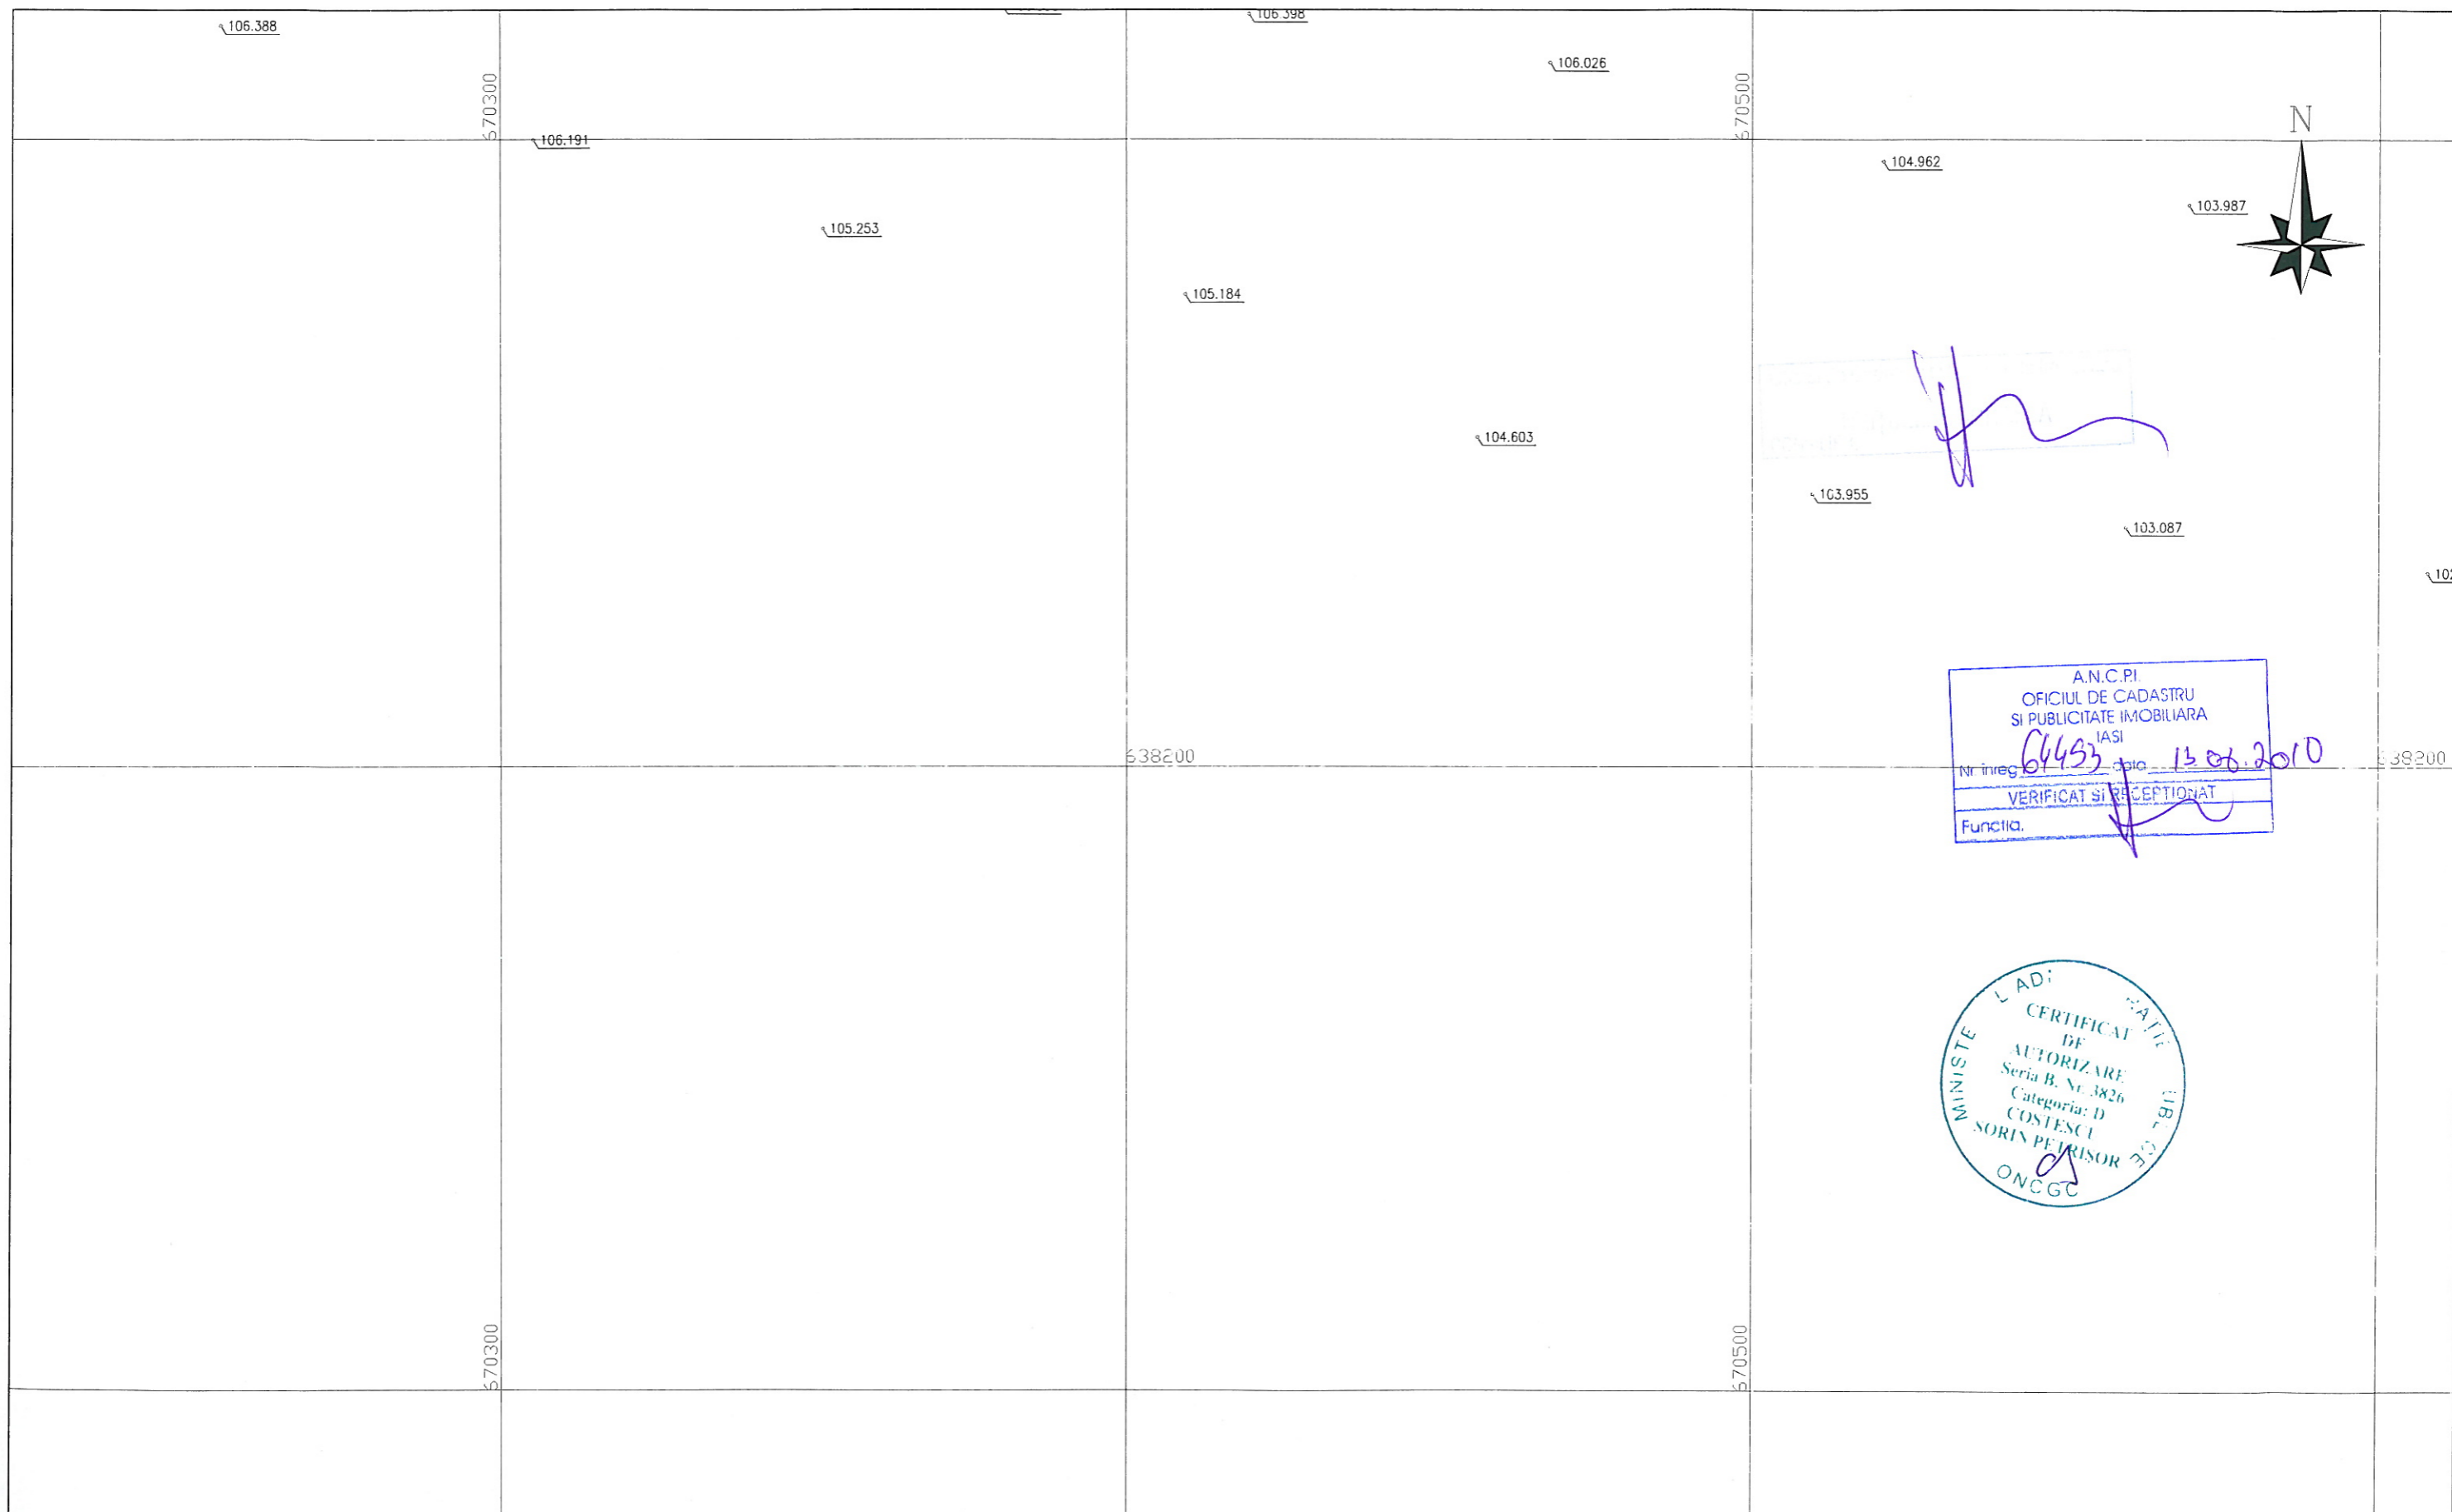 106.388
106.398
106.026
670300
670500
N
106.191
104.962
103.987
105.253
105.184
104.603
103.955
103.087
638200
A.N.C.P.I.
OFICIUL DE CADASTRU
SI PUBLICITATE IMOBILIARA
IASI
Nr inreg 64453 data 13 06.2010
VERIFICAT SI RECEPTIONAT
Functia.
638200
CERTIFICAT
DE
AUTORIZARE
Seria B. Nr. 3826
Categoria: D
COSTESCU
SORIN PETRISOR
ONCGC
670300
670500